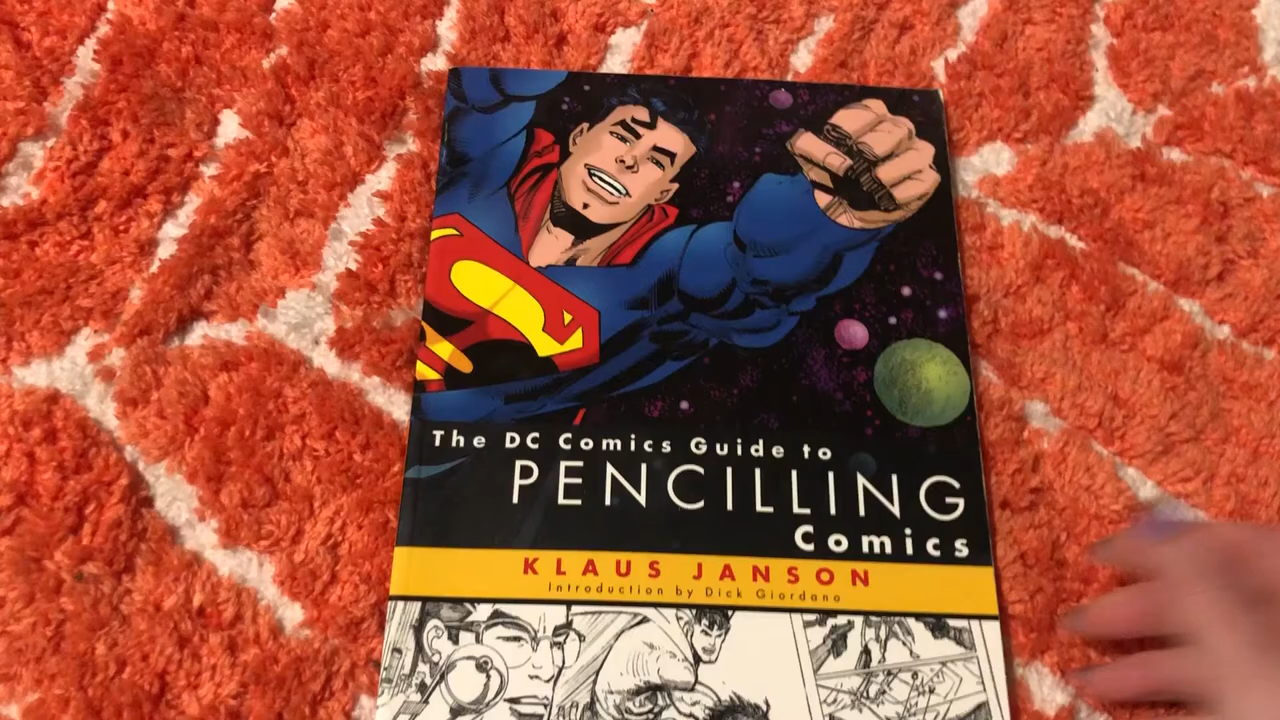 The DC Comics Guide to
PENCILLING
Comics
KLAUS JANSON
Introduction by Dick Giordano